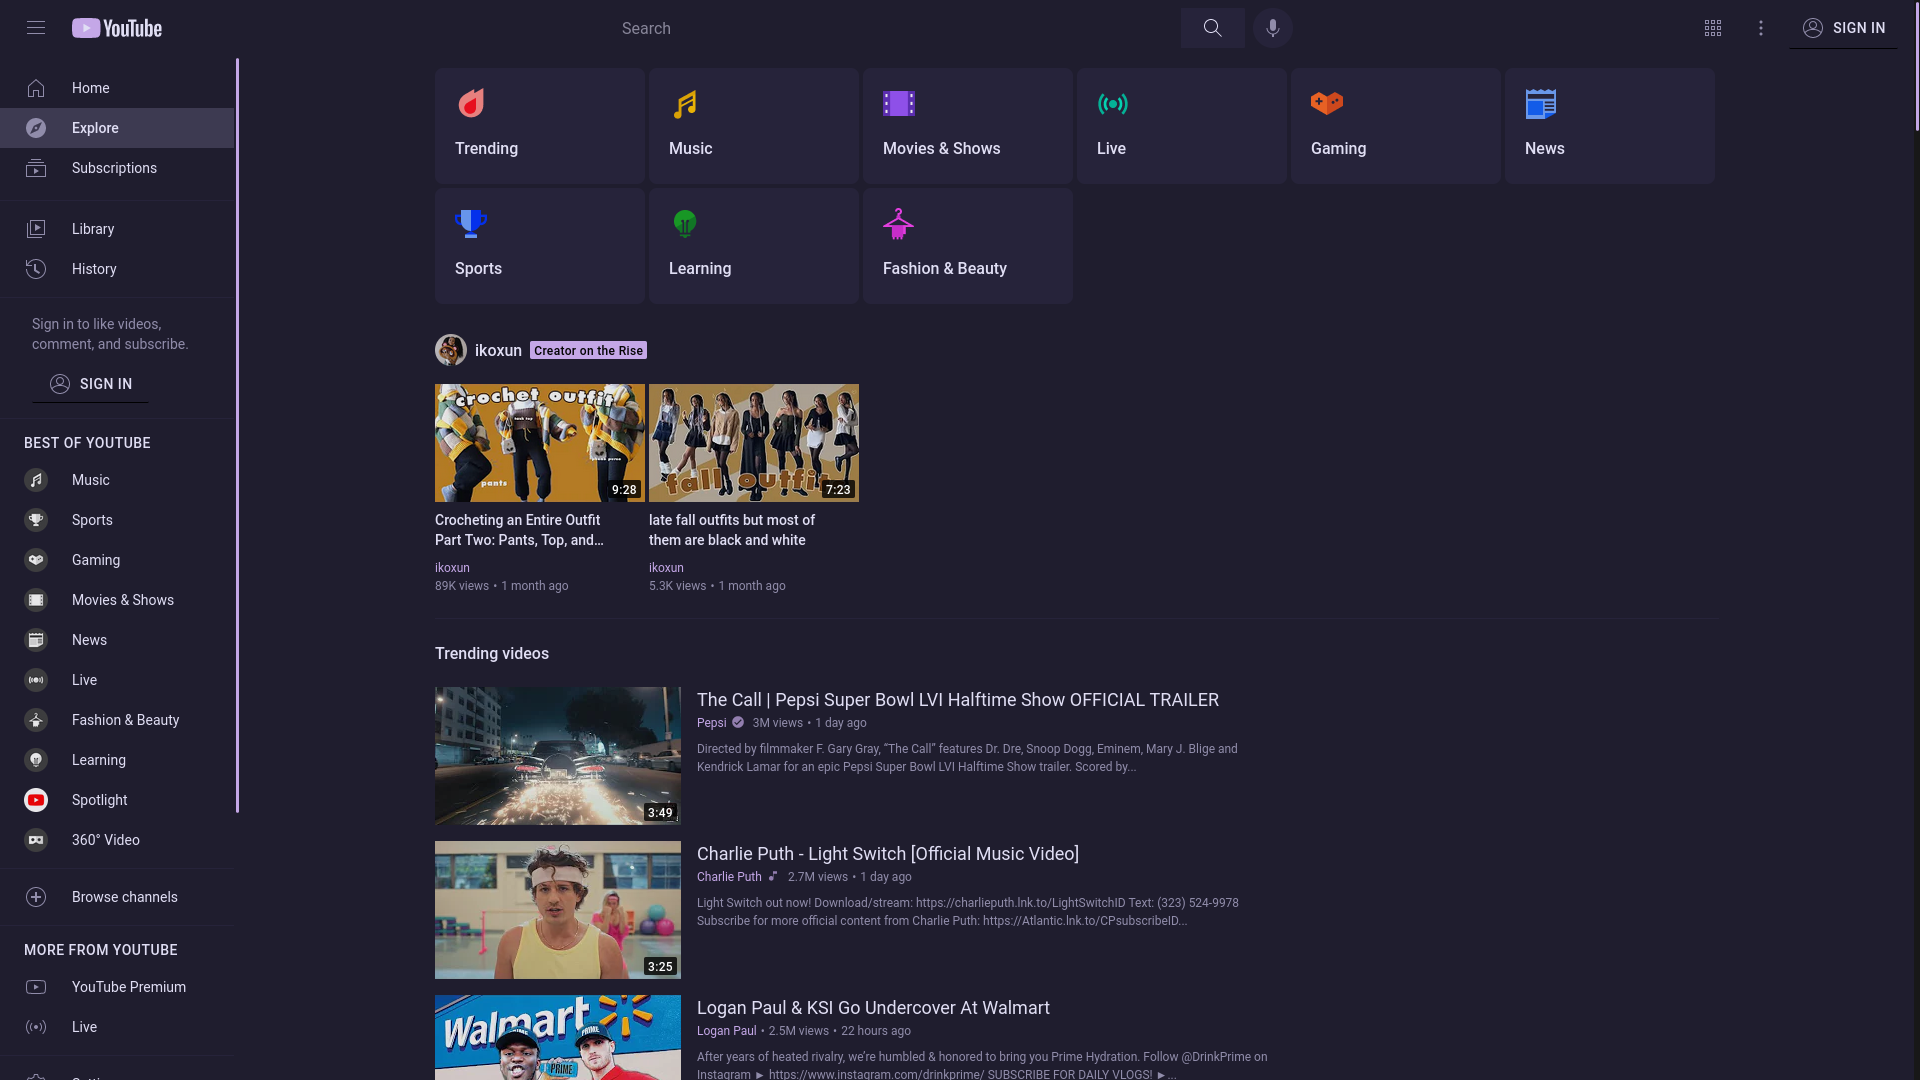 YouTube
Search
SIGN IN
Home
Explore
Subscriptions
Library
History
Sign in to like videos,
comment, and subscribe.
SIGN IN
BEST OF YOUTUBE
Music
Sports
Gaming
Movies & Shows
News
Live
Fashion & Beauty
Learning
Spotlight
360° Video
Browse channels
MORE FROM YOUTUBE
YouTube Premium
Live
Trending
Music
Movies & Shows
Live
Gaming
News
Sports
Learning
Fashion & Beauty
ikoxun
Creator on the Rise
crochet outfit
pants
9:28
Crocheting an Entire Outfit
Part Two: Pants, Top, and...
ikoxun
89K views • 1 month ago
fall outfit
7:23
late fall outfits but most of
them are black and white
ikoxun
5.3K views • 1 month ago
Trending videos
3:49
The Call | Pepsi Super Bowl LVI Halftime Show OFFICIAL TRAILER
Pepsi 3M views • 1 day ago
Directed by filmmaker F. Gary Gray, “The Call” features Dr. Dre, Snoop Dogg, Eminem, Mary J. Blige and
Kendrick Lamar for an epic Pepsi Super Bowl LVI Halftime Show trailer. Scored by...
3:25
Charlie Puth - Light Switch [Official Music Video]
Charlie Puth 2.7M views • 1 day ago
Light Switch out now! Download/stream: https://charlieputh.lnk.to/LightSwitchID Text: (323) 524-9978
Subscribe for more official content from Charlie Puth: https://Atlantic.lnk.to/CPsubscribeID...
Walmart
PRIME
PRIME
Logan Paul & KSI Go Undercover At Walmart
Logan Paul • 2.5M views • 22 hours ago
After years of heated rivalry, we’re humbled & honored to bring you Prime Hydration. Follow @DrinkPrime on
Instagram ► https://www.instagram.com/drinkprime/ SUBSCRIBE FOR DAILY VLOGS! ►...